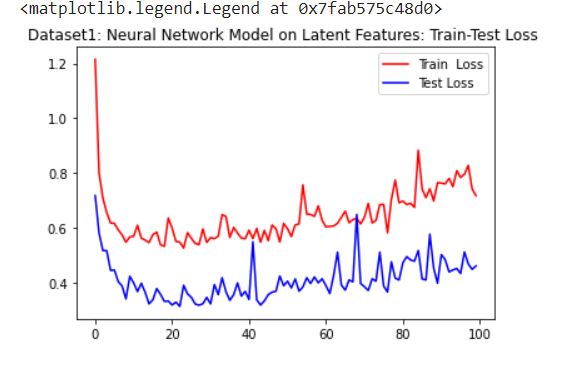 <matplotlib.legend.Legend at 0x7fab575c48d0>
Dataset1: Neural Network Model on Latent Features: Train-Test Loss
Train Loss
Test Loss
1.2
1.0
0.8
0.6
0.4
0 20 40 60 80 100